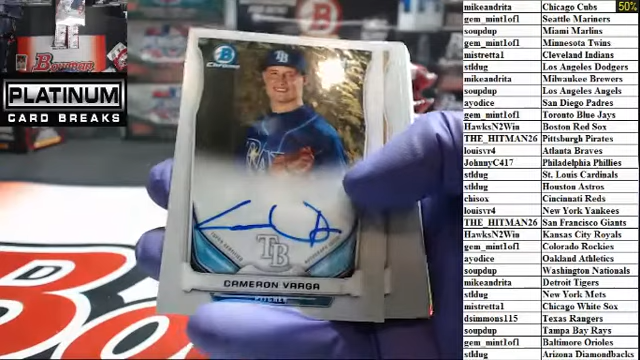 BOWMAN
PLATINUM
CARD BREAKS
B
Chrome
TB
CAMERON VARGA
PITCHER
mikeandrita Chicago Cubs 50%
gem_mint1of1 Seattle Mariners
soupdup Miami Marlins
gem_mint1of1 Minnesota Twins
mistretta1 Cleveland Indians
stldug Los Angeles Dodgers
mikeandrita Milwaukee Brewers
soupdup Los Angeles Angels
ayodice San Diego Padres
gem_mint1of1 Toronto Blue Jays
HawksN2Win Boston Red Sox
THE_HITMAN26 Pittsburgh Pirates
louisvr4 Atlanta Braves
JohnnyC417 Philadelphia Phillies
stldug St. Louis Cardinals
stldug Houston Astros
chisox Cincinnati Reds
louisvr4 New York Yankees
THE_HITMAN26 San Francisco Giants
HawksN2Win Kansas City Royals
gem_mint1of1 Colorado Rockies
ayodice Oakland Athletics
soupdup Washington Nationals
mikeandrita Detroit Tigers
stldug New York Mets
mistretta1 Chicago White Sox
dsimmons115 Texas Rangers
soupdup Tampa Bay Rays
gem_mint1of1 Baltimore Orioles
stldug Arizona Diamondbacks